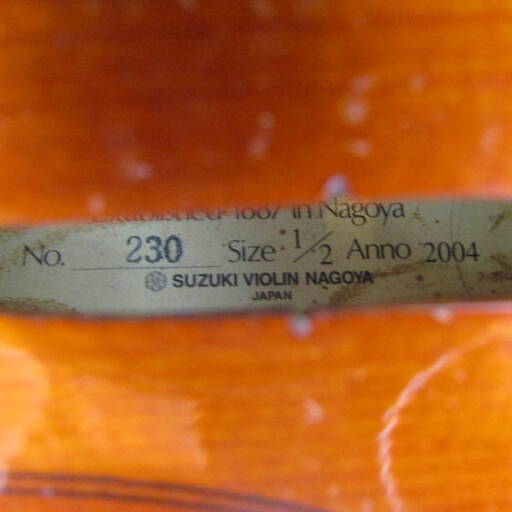 Established 1887 in Nagoya
No. 230 Size 1/2 Anno 2004
SUZUKI VIOLIN NAGOYA
JAPAN